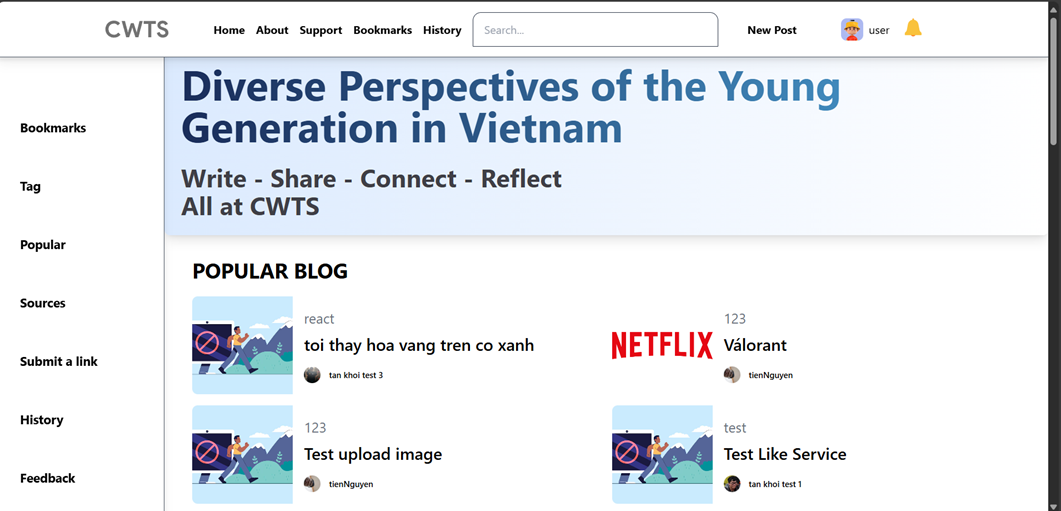 CWTS
Home About Support Bookmarks History Search... New Post user
Bookmarks
Tag
Popular
Sources
Submit a link
History
Feedback
Diverse Perspectives of the Young
Generation in Vietnam
Write - Share - Connect - Reflect
All at CWTS
POPULAR BLOG
react
toi thay hoa vang tren co xanh
tan khoi test 3
NETFLIX
123
Válorant
tienNguyen
123
Test upload image
tienNguyen
test
Test Like Service
tan khoi test 1